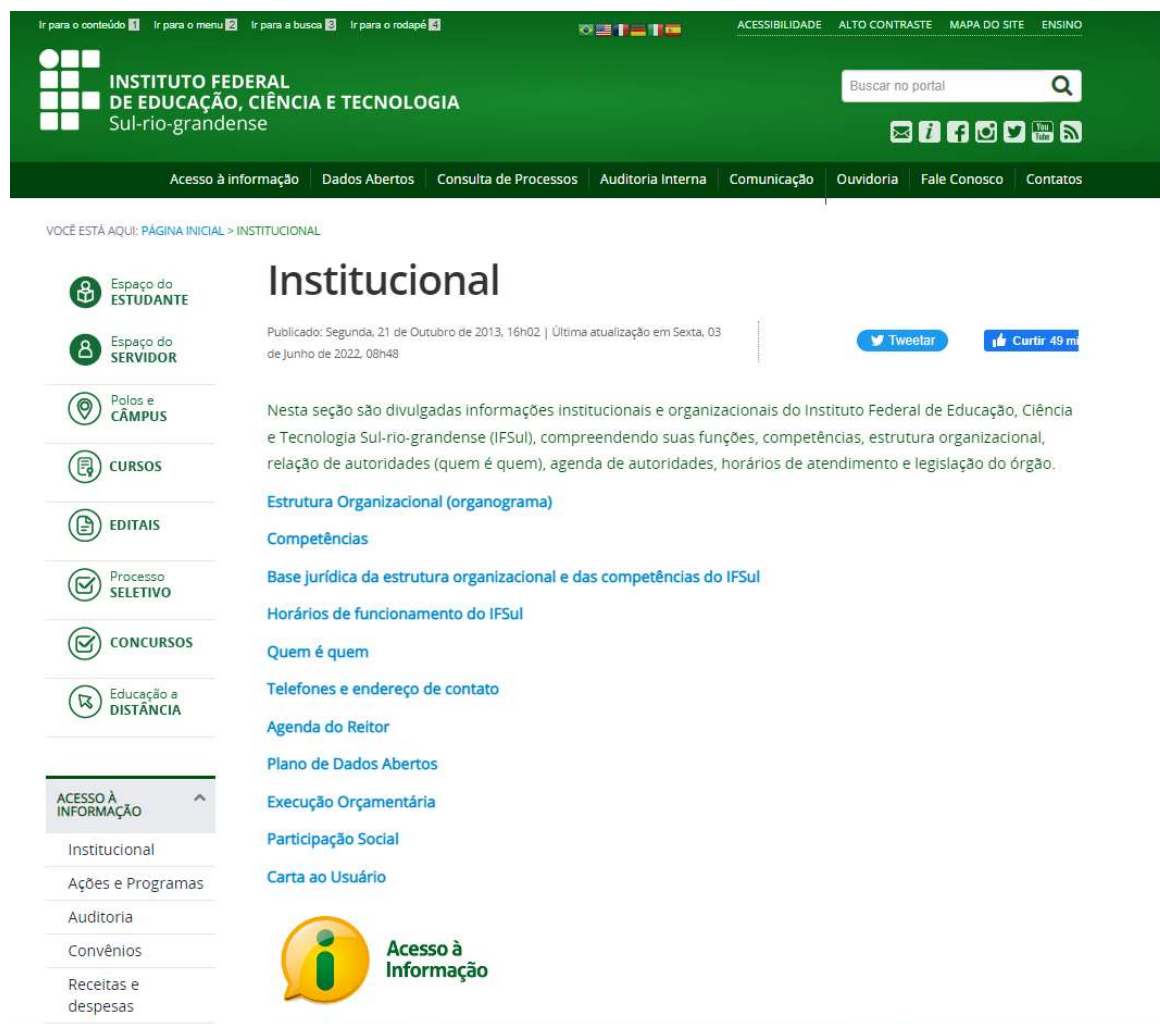 Ir para o conteúdo 1 Ir para o menu 2 Ir para a busca 3 Ir para o rodapé 4
ACESSIBILIDADE ALTO CONTRASTE MAPA DO SITE ENSINO
INSTITUTO FEDERAL
DE EDUCAÇÃO, CIÊNCIA E TECNOLOGIA
Sul-rio-grandense
Buscar no portal
You
Tube
Acesso à informação Dados Abertos Consulta de Processos Auditoria Interna Comunicação Ouvidoria Fale Conosco Contatos
VOCÊ ESTÁ AQUI: PÁGINA INICIAL > INSTITUCIONAL
Espaço do
ESTUDANTE
Espaço do
SERVIDOR
Polos e
CÂMPUS
CURSOS
EDITAIS
Processo
SELETIVO
CONCURSOS
Educação a
DISTÂNCIA
ACESSO À
INFORMAÇÃO
Institucional
Ações e Programas
Auditoria
Convênios
Receitas e
despesas
Institucional
Publicado: Segunda, 21 de Outubro de 2013, 16h02 | Última atualização em Sexta, 03
de Junho de 2022, 08h48
Tweetar
Curtir 49 mi
Nesta seção são divulgadas informações institucionais e organizacionais do Instituto Federal de Educação, Ciência
e Tecnologia Sul-rio-grandense (IFSul), compreendendo suas funções, competências, estrutura organizacional,
relação de autoridades (quem é quem), agenda de autoridades, horários de atendimento e legislação do órgão.
Estrutura Organizacional (organograma)
Competências
Base jurídica da estrutura organizacional e das competências do IFSul
Horários de funcionamento do IFSul
Quem é quem
Telefones e endereço de contato
Agenda do Reitor
Plano de Dados Abertos
Execução Orçamentária
Participação Social
Carta ao Usuário
Acesso à
Informação